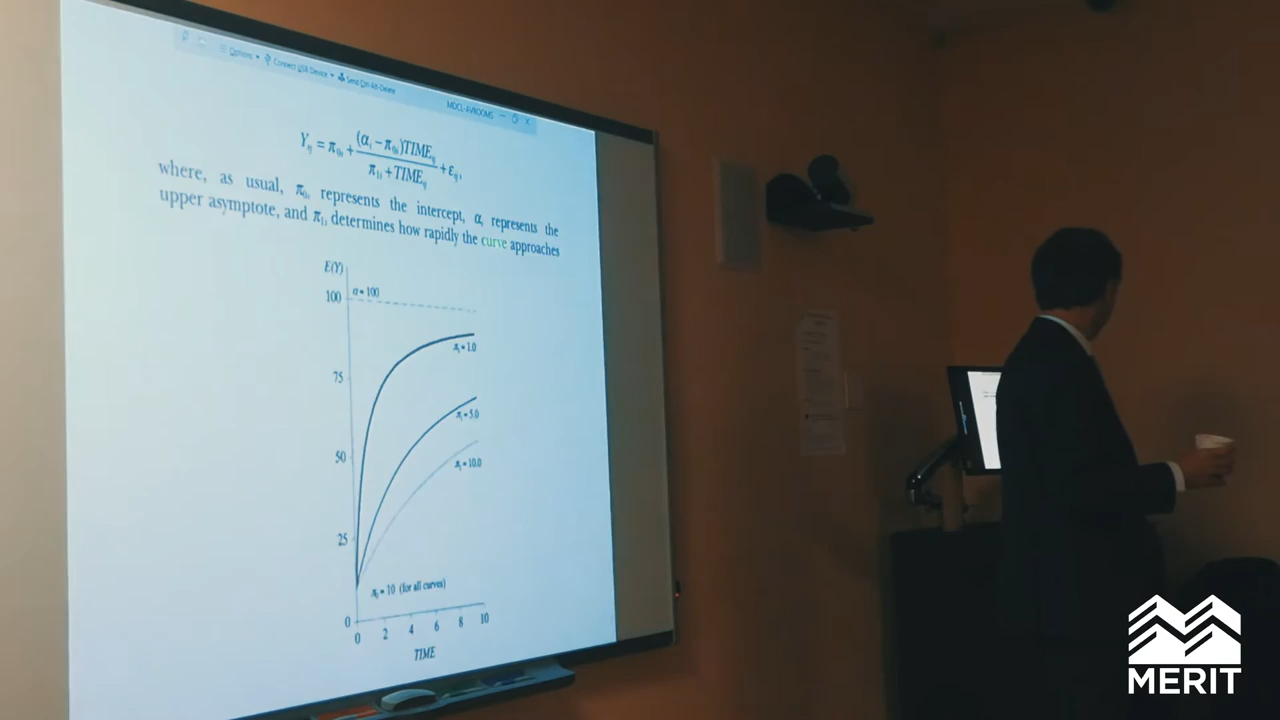 Options Connect USB Device Send Ctrl-Alt-Delete
MDCL-AVROOMS
Y_ij = π_0i + (α_i − π_0i)TIME_ij / (π_1i + TIME_ij) + ε_ij,
where, as usual, π_0i represents the intercept, α_i represents the
upper asymptote, and π_1i determines how rapidly the curve approaches
E(Y)
100
α = 100
π_1 = 1.0
75
π_1 = 5.0
50
π_1 = 10.0
25
π_0 = 10 (for all curves)
0
0 2 4 6 8 10
TIME
MERIT